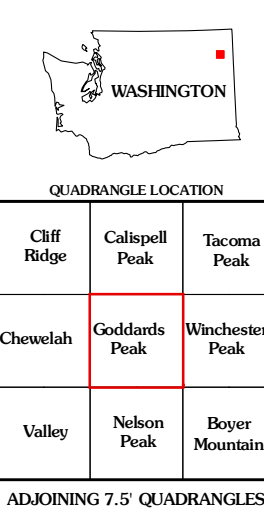 WASHINGTON
QUADRANGLE LOCATION
Cliff
Ridge
Calispell
Peak
Tacoma
Peak
Chewelah
Goddards
Peak
Winchester
Peak
Valley
Nelson
Peak
Boyer
Mountain
ADJOINING 7.5' QUADRANGLES